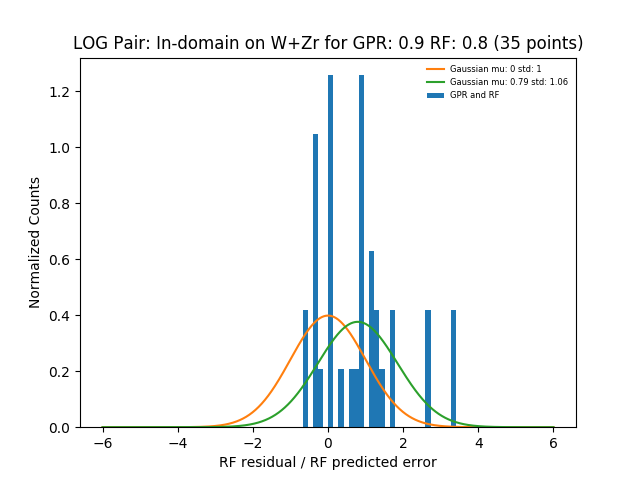 LOG Pair: In-domain on W+Zr for GPR: 0.9 RF: 0.8 (35 points)
Gaussian mu: 0 std: 1
Gaussian mu: 0.79 std: 1.06
GPR and RF
Normalized Counts
1.2
1.0
0.8
0.6
0.4
0.2
0.0
−6 −4 −2 0 2 4 6
RF residual / RF predicted error